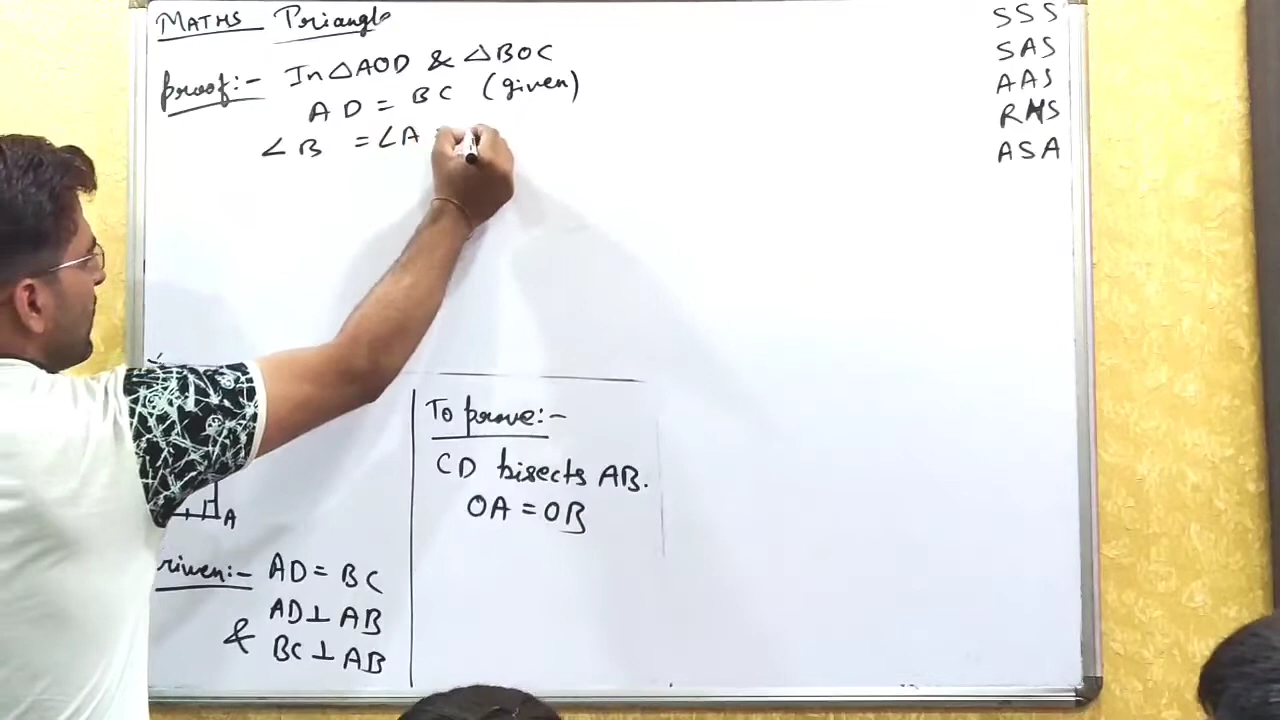 MATHS Triangle
Proof:- In △AOD & △BOC
AD = BC (given)
∠B = ∠A =
SSS
SAS
AAS
RHS
ASA
To prove:-
CD bisects AB.
OA = OB
A
riven:- AD = BC
AD ⊥ AB
& BC ⊥ AB